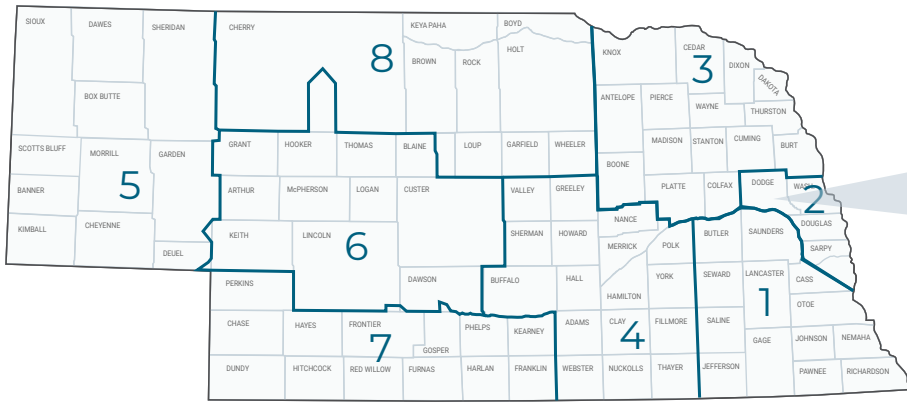 SIOUX
DAWES
SHERIDAN
CHERRY
KEYA PAHA
BOYD
8
BROWN
ROCK
HOLT
KNOX
CEDAR
3
DIXON
DAKOTA
BOX BUTTE
ANTELOPE
PIERCE
WAYNE
THURSTON
SCOTTS BLUFF
MORRILL
GARDEN
GRANT
HOOKER
THOMAS
BLAINE
LOUP
GARFIELD
WHEELER
BOONE
MADISON
STANTON
CUMING
BURT
BANNER
5
ARTHUR
McPHERSON
LOGAN
CUSTER
VALLEY
GREELEY
PLATTE
COLFAX
DODGE
2
KIMBALL
CHEYENNE
DEUEL
KEITH
LINCOLN
6
SHERMAN
HOWARD
NANCE
MERRICK
POLK
BUTLER
SAUNDERS
DOUGLAS
SARPY
PERKINS
DAWSON
BUFFALO
HALL
HAMILTON
YORK
SEWARD
LANCASTER
1
CASS
OTOE
CHASE
HAYES
FRONTIER
7
GOSPER
PHELPS
KEARNEY
ADAMS
CLAY
4
FILLMORE
SALINE
GAGE
JOHNSON
NEMAHA
DUNDY
HITCHCOCK
RED WILLOW
FURNAS
HARLAN
FRANKLIN
WEBSTER
NUCKOLLS
THAYER
JEFFERSON
PAWNEE
RICHARDSON